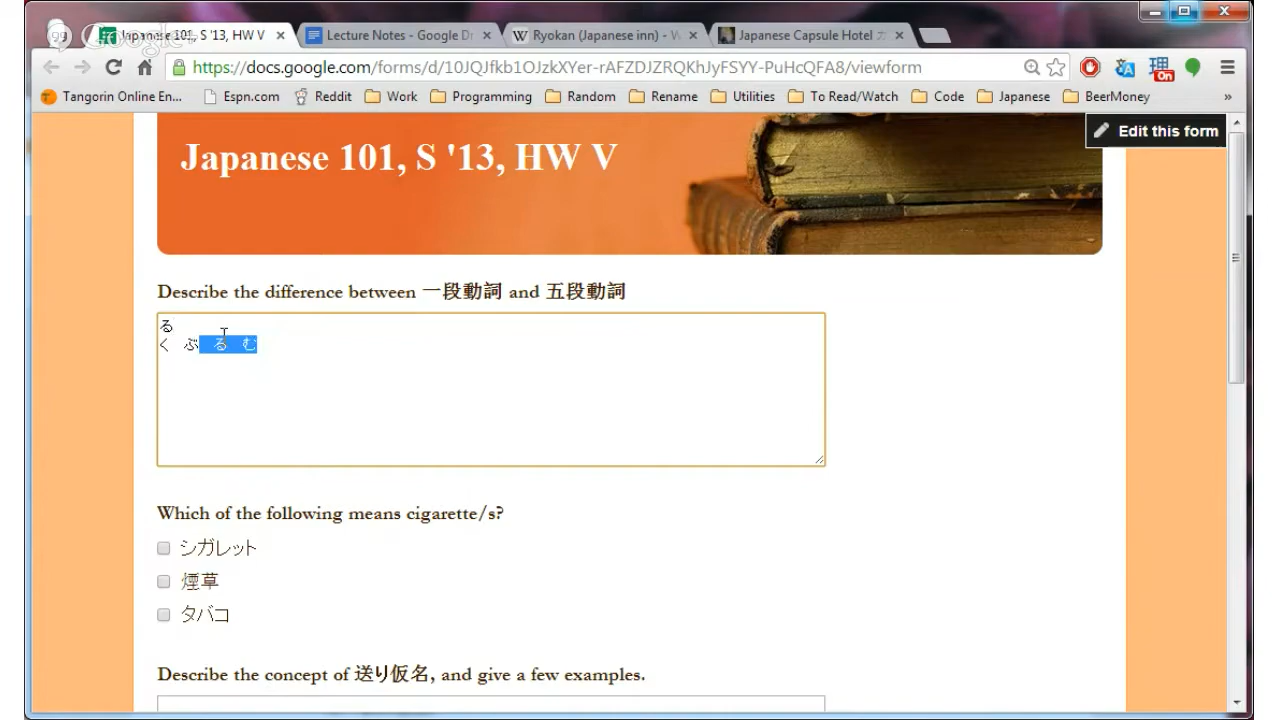 Japanese 101, S '13, HW V
Lecture Notes - Google Dr
Ryokan (Japanese inn) - W
Japanese Capsule Hotel カ
https://docs.google.com/forms/d/10JQJfkb1OJzkXYer-rAFZDJZRQKhJyFSYY-PuHcQFA8/viewform
Tangorin Online En... Espn.com Reddit Work Programming Random Rename Utilities To Read/Watch Code Japanese BeerMoney »
Edit this form
Japanese 101, S '13, HW V
Describe the difference between 一段動詞 and 五段動詞
る
く ぶ る む
Which of the following means cigarette/s?
シガレット
煙草
タバコ
Describe the concept of 送り仮名, and give a few examples.